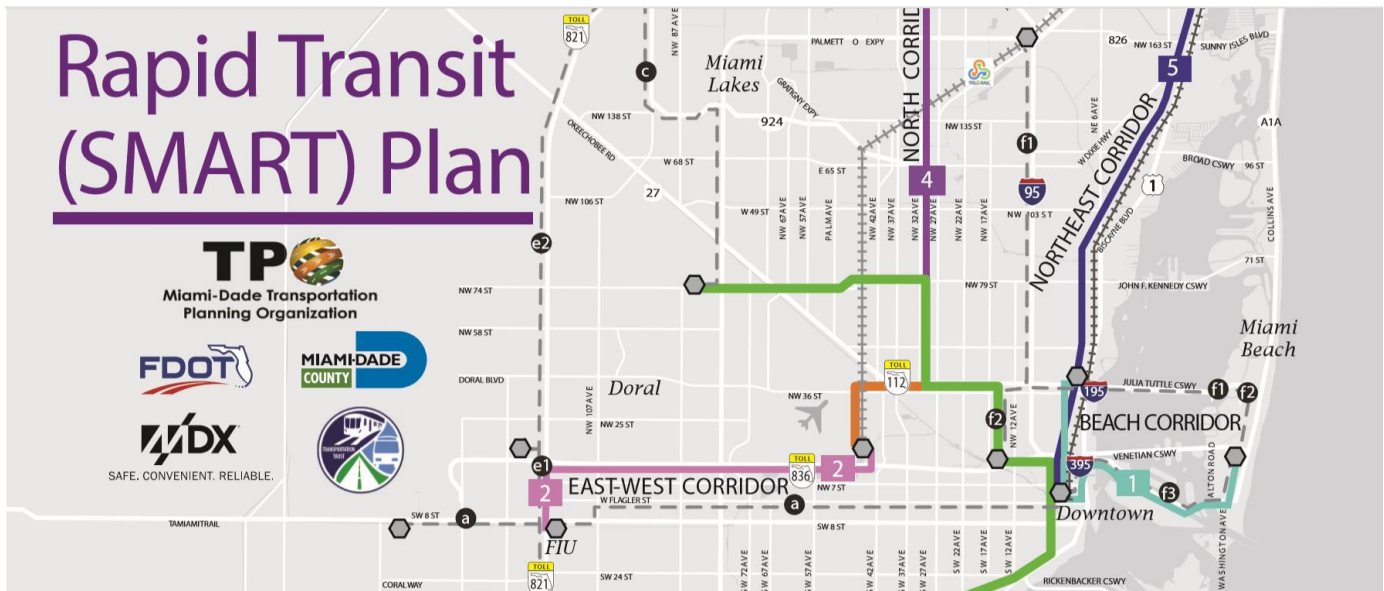 Rapid Transit
(SMART) Plan
TPO
Miami-Dade Transportation
Planning Organization
FDOT
MIAMI-DADE
COUNTY
MDX
SAFE. CONVENIENT. RELIABLE.
TRANSPORTATION
TRUST
TOLL
821
NW 87 AVE
c
Miami
Lakes
PALMETT O EXPY
826
NW 163 ST
SUNNY ISLES BLVD
5
GRATIGNY EXPY
NORTH CORRID
NW 138 ST
924
NW 135 ST
OKEECHOBEE RD
W 68 ST
E 65 ST
f1
NE 6 AVE
W DIXIE HWY
A1A
BROAD CSWY
96 ST
27
4
95
1
NW 106 ST
W 49 ST
NW 67 AVE
NW 57 AVE
PALM AVE
NW 42 AVE
NW 37 AVE
NW 32 AVE
NW 27 AVE
NW 22 AVE
NW 17 AVE
NW 103 S T
NORTHEAST CORRIDOR
BISCAYNE BLVD
COLLINS AVE
e2
71 ST
NW 74 ST
NW 79 ST
JOHN F. KENNEDY CSWY
NW 58 ST
Miami
Beach
DORAL BLVD
Doral
TOLL
112
JULIA TUTTLE CSWY
f1
f2
195
NW 107 AVE
NW 36 ST
NW 25 ST
f2
NW 12 AVE
BEACH CORRIDOR
VENETIAN CSWY
ALTON ROAD
e1
TOLL
836
2
395
2
EAST-WEST CORRIDOR
NW 7 ST
1
f3
W FLAGLER ST
a
Downtown
TAMIAMITRAIL
SW 8 ST
a
SW 8 ST
FIU
WASHINGTON AVE
TOLL
821
CORAL WAY
SW 24 ST
SW 72 AVE
SW 67 AVE
SW 57 AVE
SW 42 AVE
SW 37 AVE
SW 27 AVE
SW 22 AVE
SW 17 AVE
SW 12 AVE
RICKENBACKER CSWY